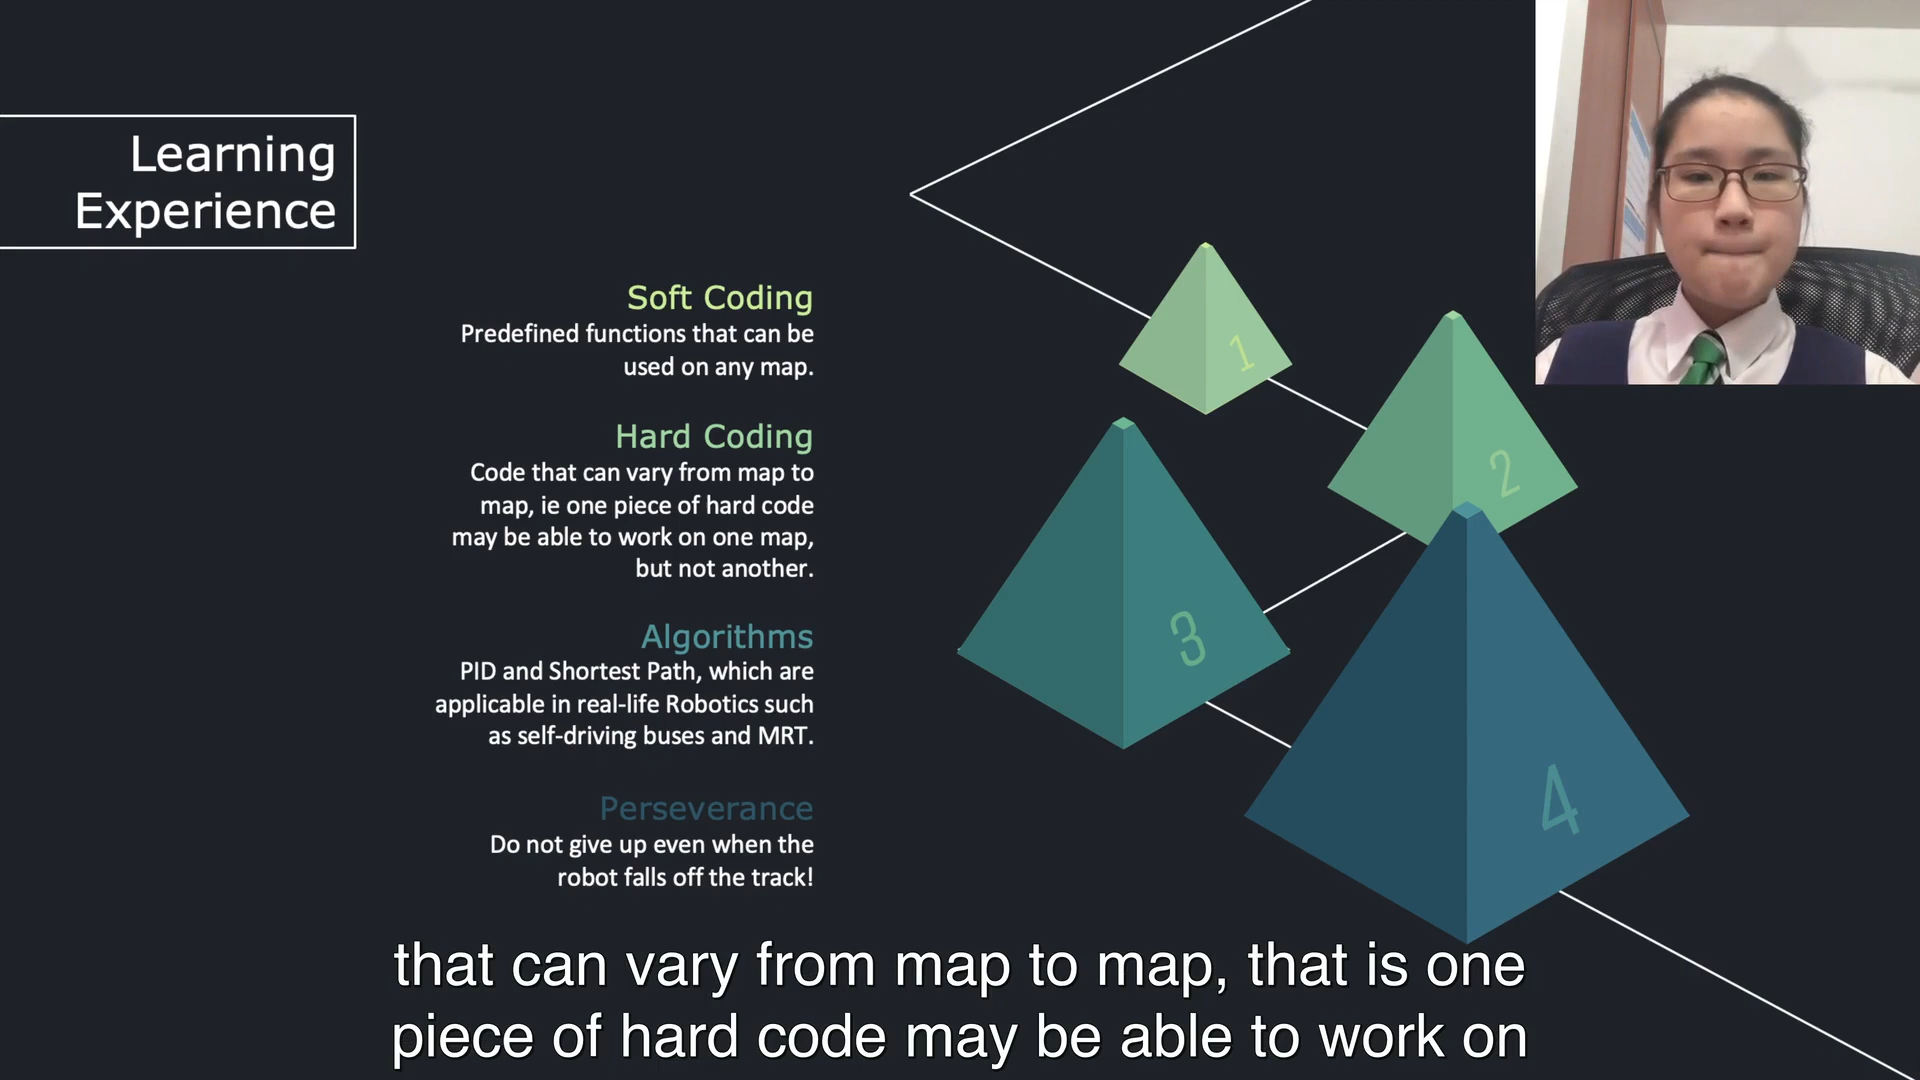 Learning
Experience
Soft Coding
Predefined functions that can be
used on any map.
Hard Coding
Code that can vary from map to
map, ie one piece of hard code
may be able to work on one map,
but not another.
Algorithms
PID and Shortest Path, which are
applicable in real-life Robotics such
as self-driving buses and MRT.
Perseverance
Do not give up even when the
robot falls off the track!
1
2
3
4
that can vary from map to map, that is one
piece of hard code may be able to work on